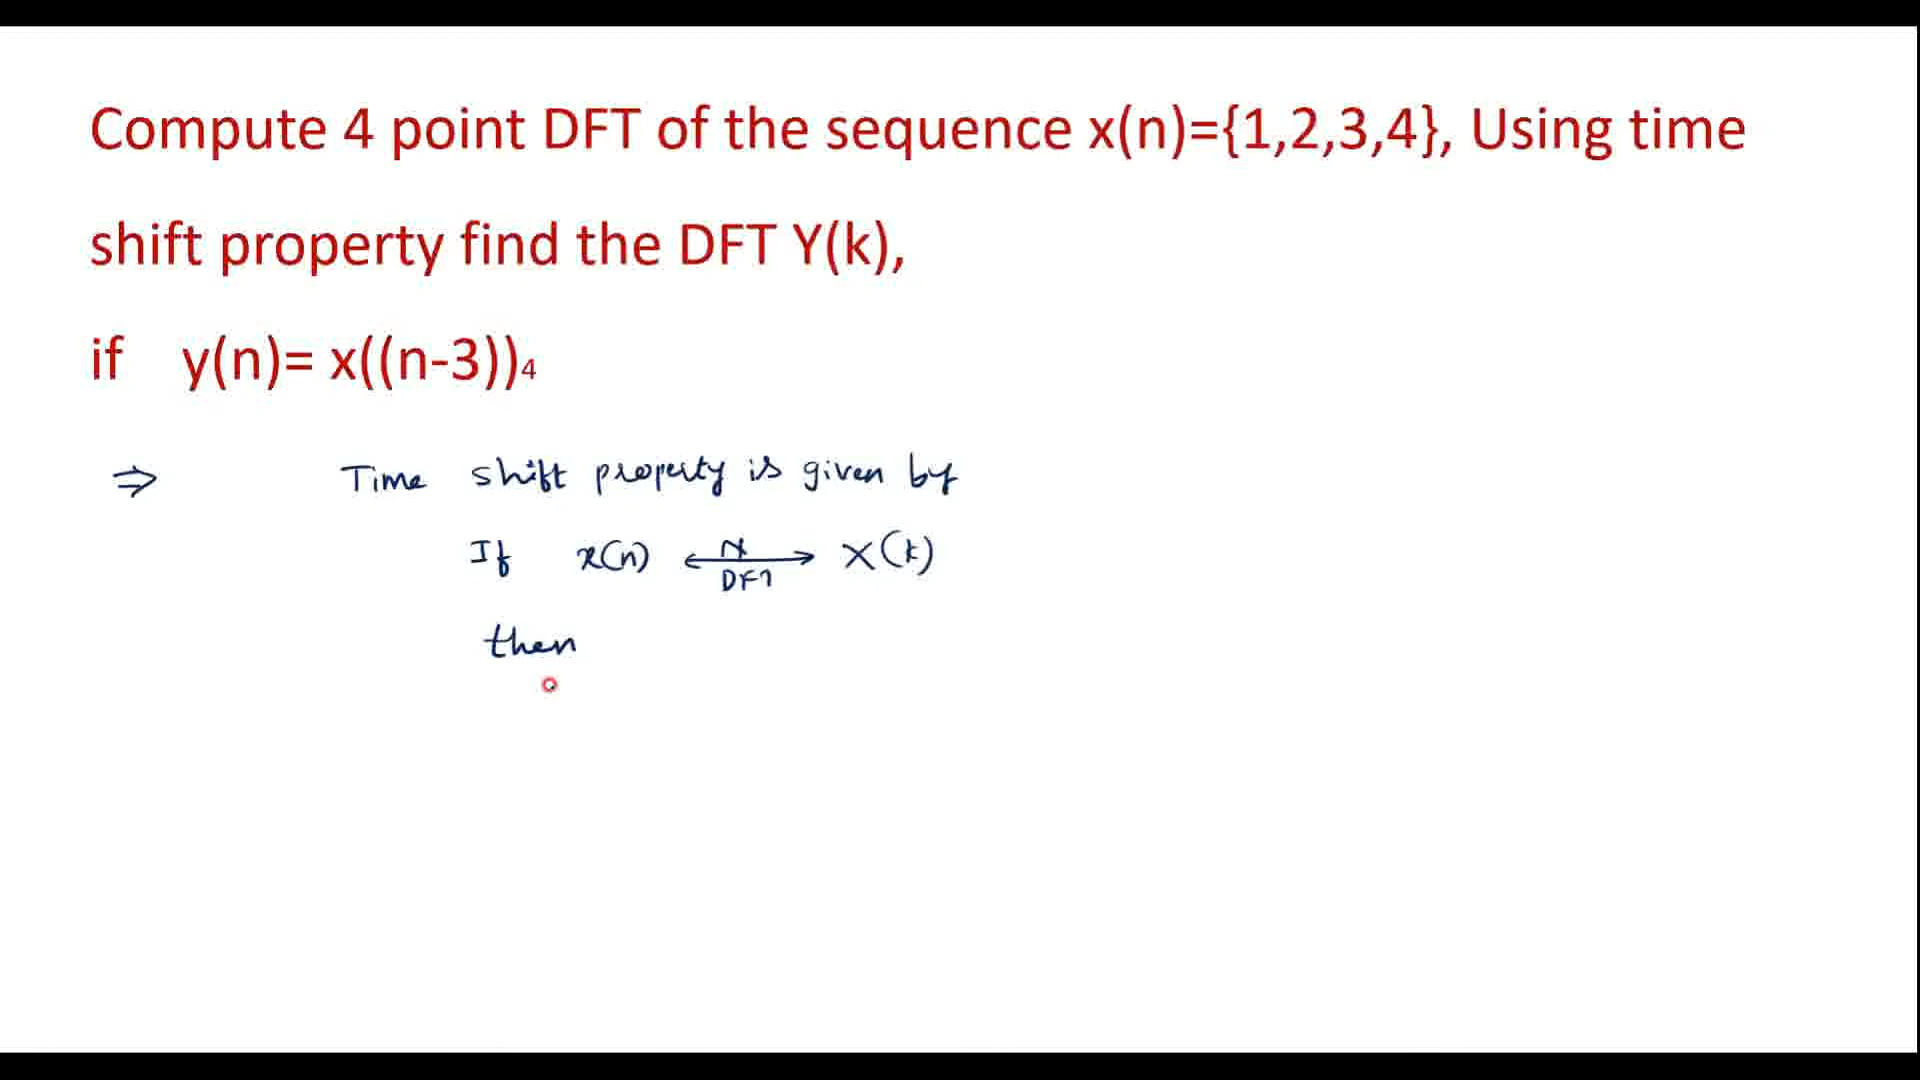 Compute 4 point DFT of the sequence x(n)={1,2,3,4}, Using time
shift property find the DFT Y(k),
if y(n)= x((n-3))₄
⇒ Time shift property is given by
If x(n) ⟷ X(k)
N
DFT
then